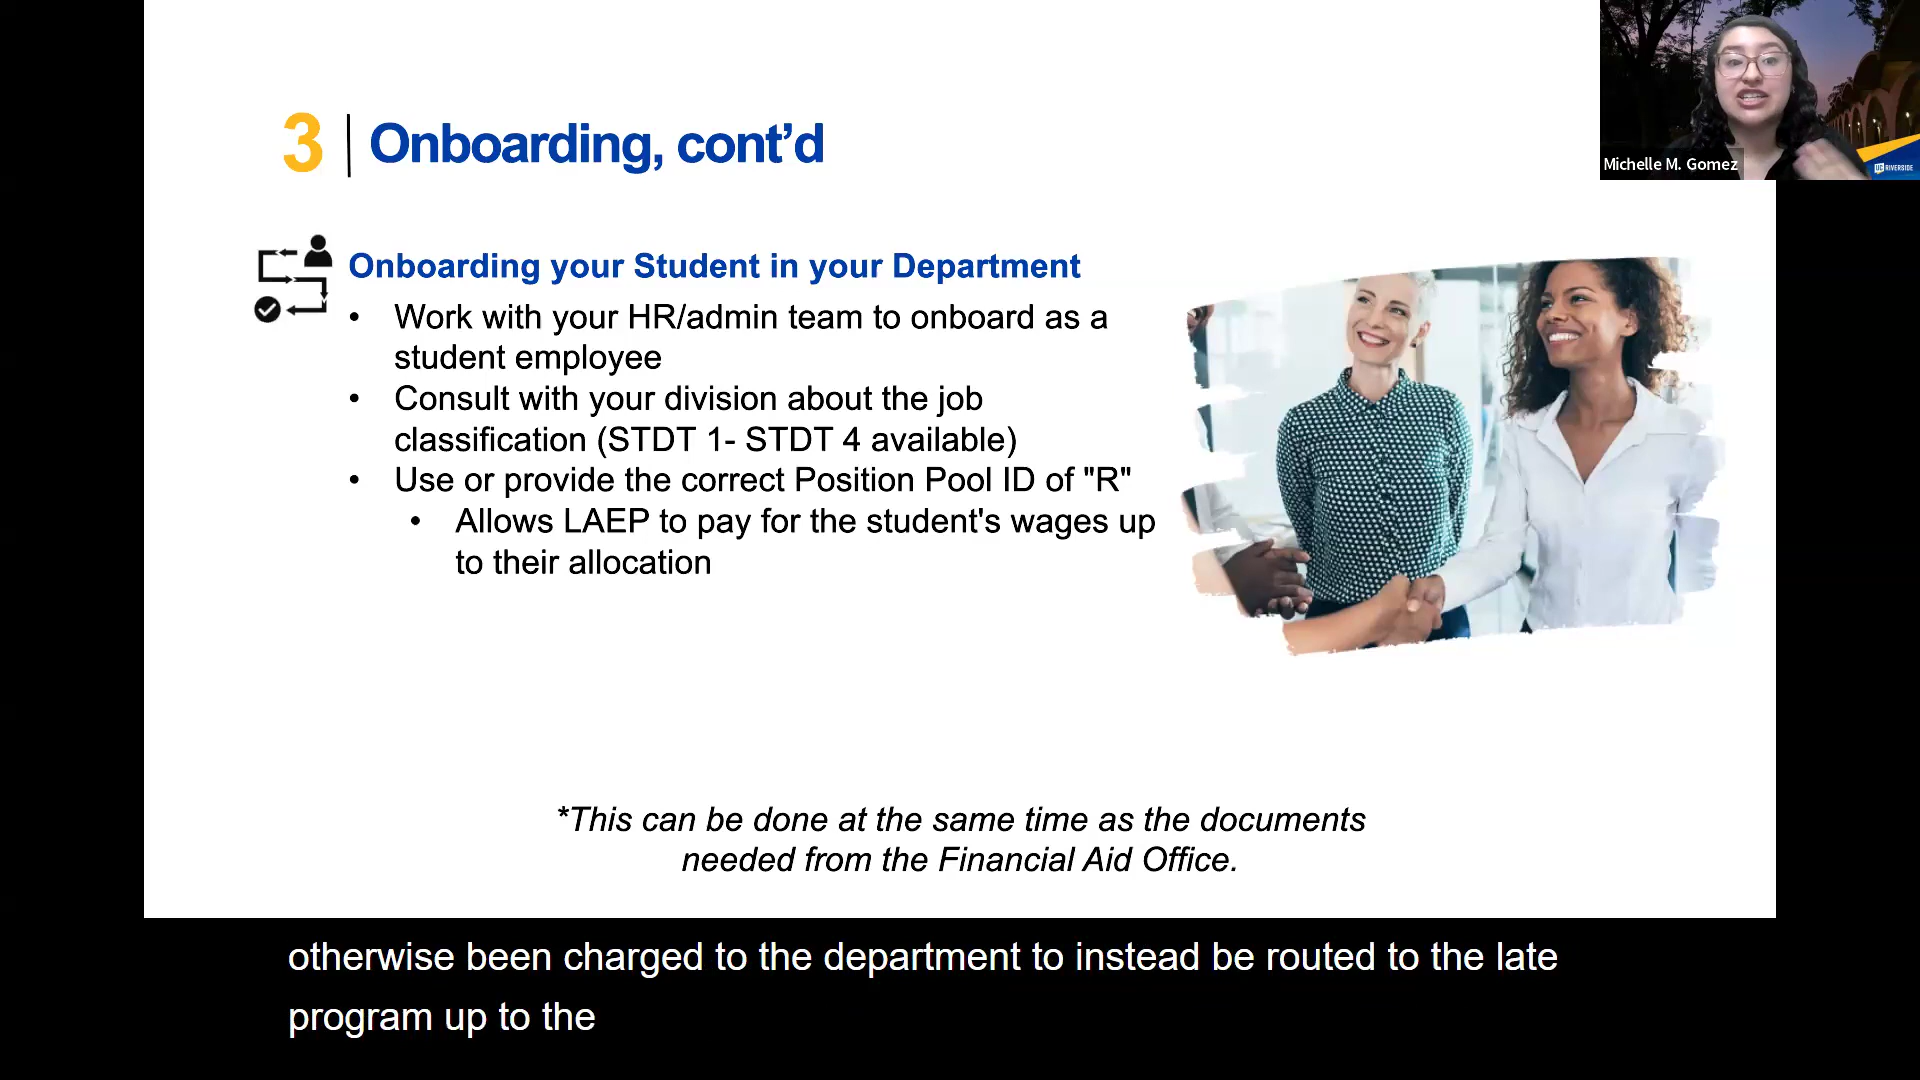 3 Onboarding, cont’d
Michelle M. Gomez
UC RIVERSIDE
Onboarding your Student in your Department
• Work with your HR/admin team to onboard as a
student employee
• Consult with your division about the job
classification (STDT 1- STDT 4 available)
• Use or provide the correct Position Pool ID of "R"
• Allows LAEP to pay for the student's wages up
to their allocation
*This can be done at the same time as the documents
needed from the Financial Aid Office.
otherwise been charged to the department to instead be routed to the late
program up to the